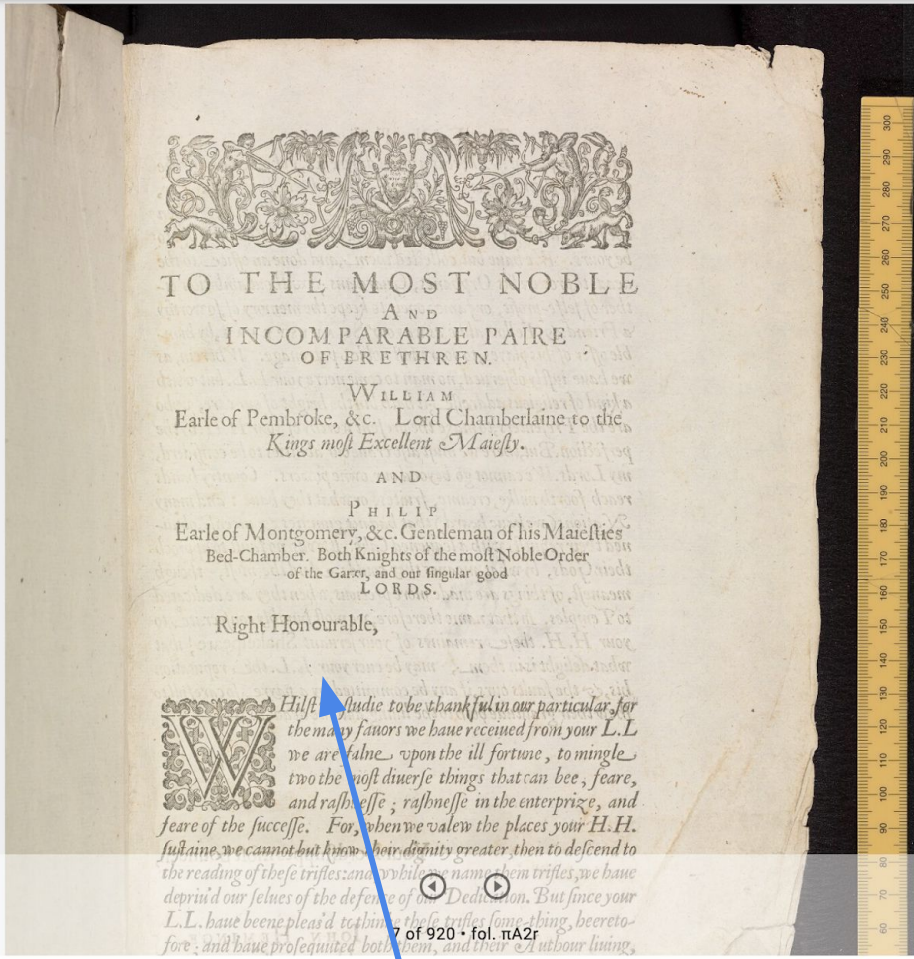 TO THE MOST NOBLE
AND
INCOMPARABLE PAIRE
OF BRETHREN.
WILLIAM
Earle of Pembroke, &c. Lord Chamberlaine to the
Kings moſt Excellent Maieſty.
AND
PHILIP
Earle of Montgomery, &c. Gentleman of his Maieſties
Bed-Chamber. Both Knights of the moſt Noble Order
of the Garter, and our ſingular good
LORDS.
Right Honourable,
WHilſt ſtudie to be thankful in our particular, for
the many fauors we haue receiued from your L.L
we are falne vpon the ill fortune, to mingle
two the moſt diuerſe things that can bee, feare,
and raſhneſſe ; raſhneſſe in the enterprize, and
feare of the ſucceſſe. For, when we valew the places your H.H.
ſuſtaine, we cannot but know their dignity greater, then to deſcend to
the reading of theſe trifles: and vvhile we name them trifles, we haue
depriu'd our ſelues of the defence of our Dedication. But ſince your
L.L. haue beene pleas'd to thinke theſe trifles ſome-thing, heereto-
fore ; and haue proſequuted both them, and their Authour liuing,
7 of 920 • fol. πA2r
300
290
280
270
260
250
240
230
220
210
200
190
180
170
160
150
140
130
120
110
100
90
80
70
60